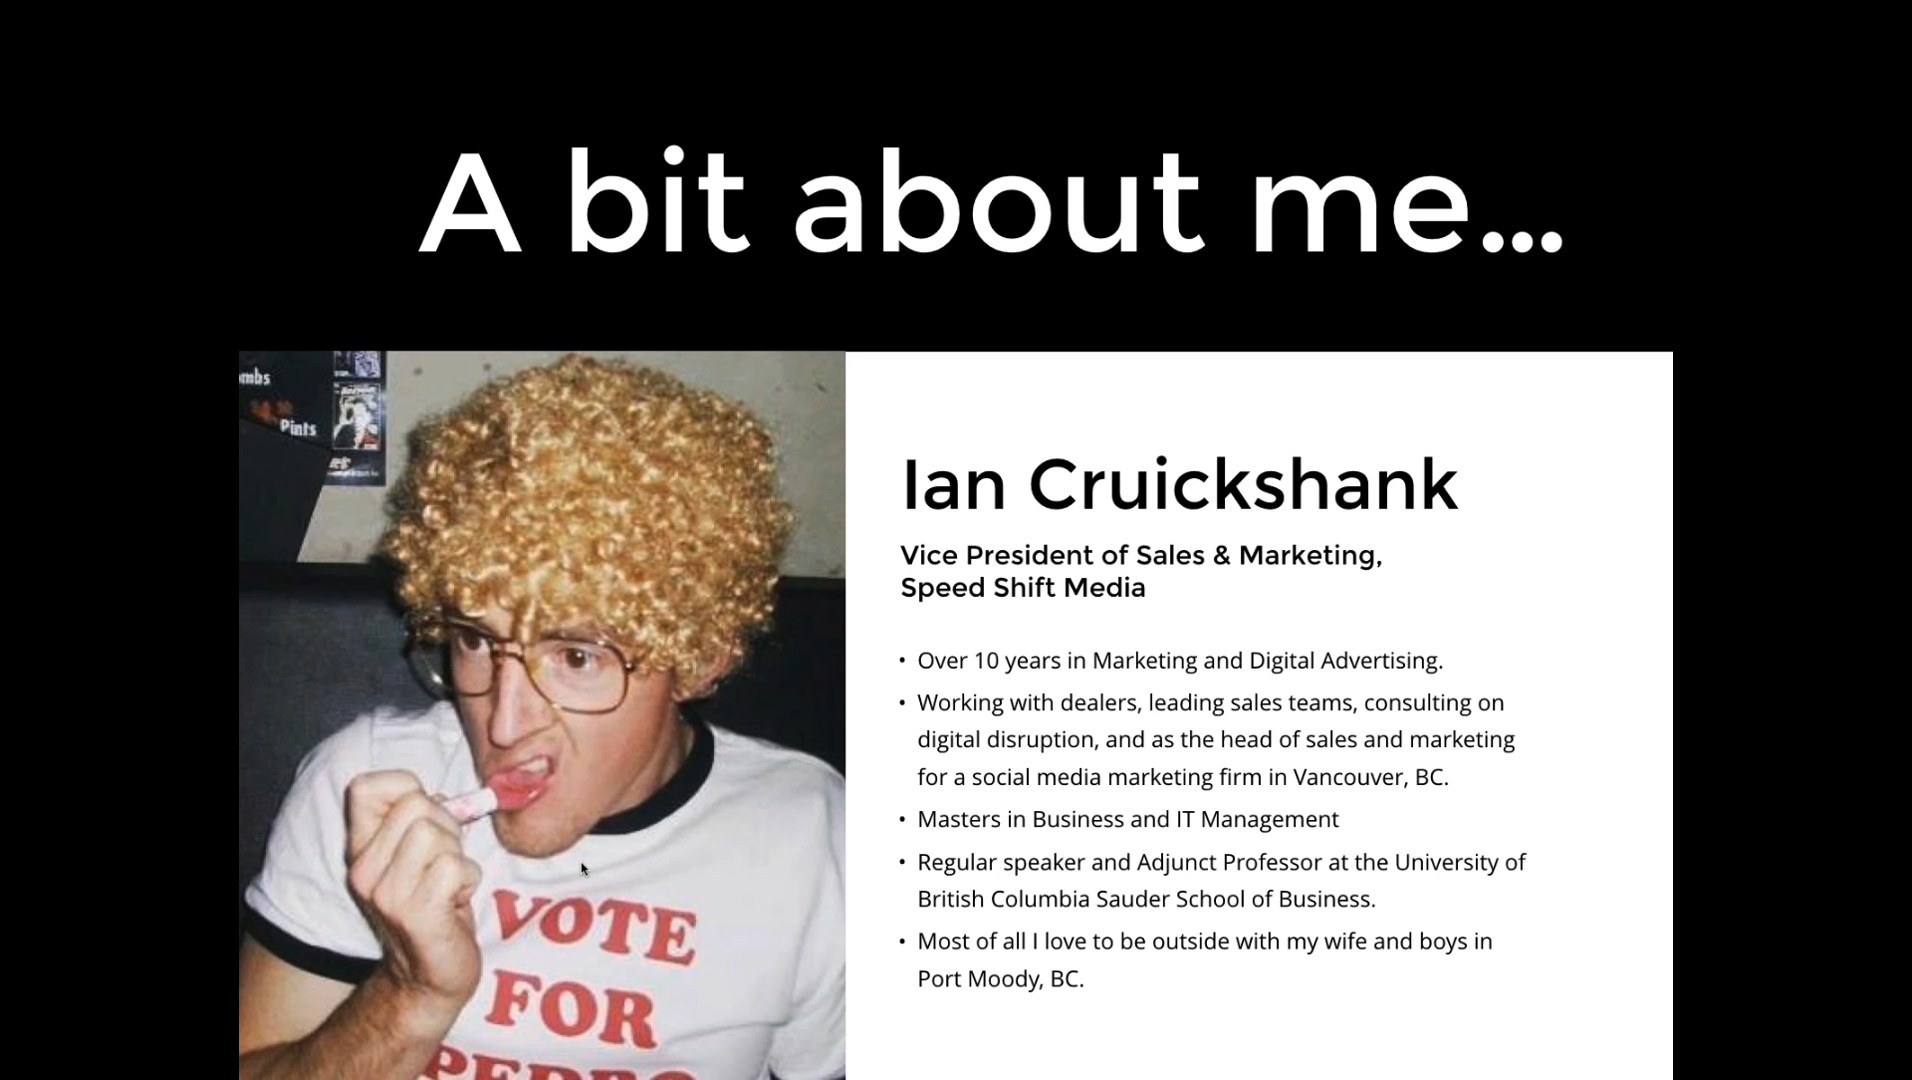 A bit about me...
ombs
Pints
Ian Cruickshank
Vice President of Sales & Marketing,
Speed Shift Media
• Over 10 years in Marketing and Digital Advertising.
• Working with dealers, leading sales teams, consulting on
digital disruption, and as the head of sales and marketing
for a social media marketing firm in Vancouver, BC.
• Masters in Business and IT Management
• Regular speaker and Adjunct Professor at the University of
British Columbia Sauder School of Business.
• Most of all I love to be outside with my wife and boys in
Port Moody, BC.
VOTE
FOR
PEDRO